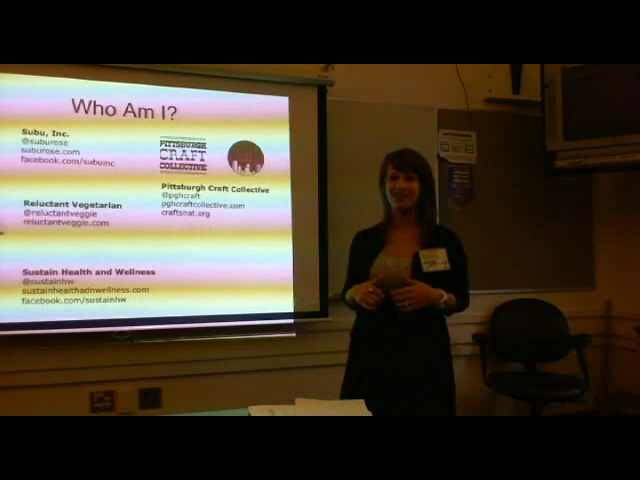 Who Am I?
Subu, Inc.
@suburose
suburose.com
facebook.com/subuinc
PITTSBURGH
CRAFT
COLLECTIVE
Pittsburgh Craft Collective
@pghcraft
pghcraftcollective.com
craftsnat.org
Reluctant Vegetarian
@reluctantveggie
reluctantveggie.com
Sustain Health and Wellness
@sustainhw
sustainhealthadnwellness.com
facebook.com/sustainhw